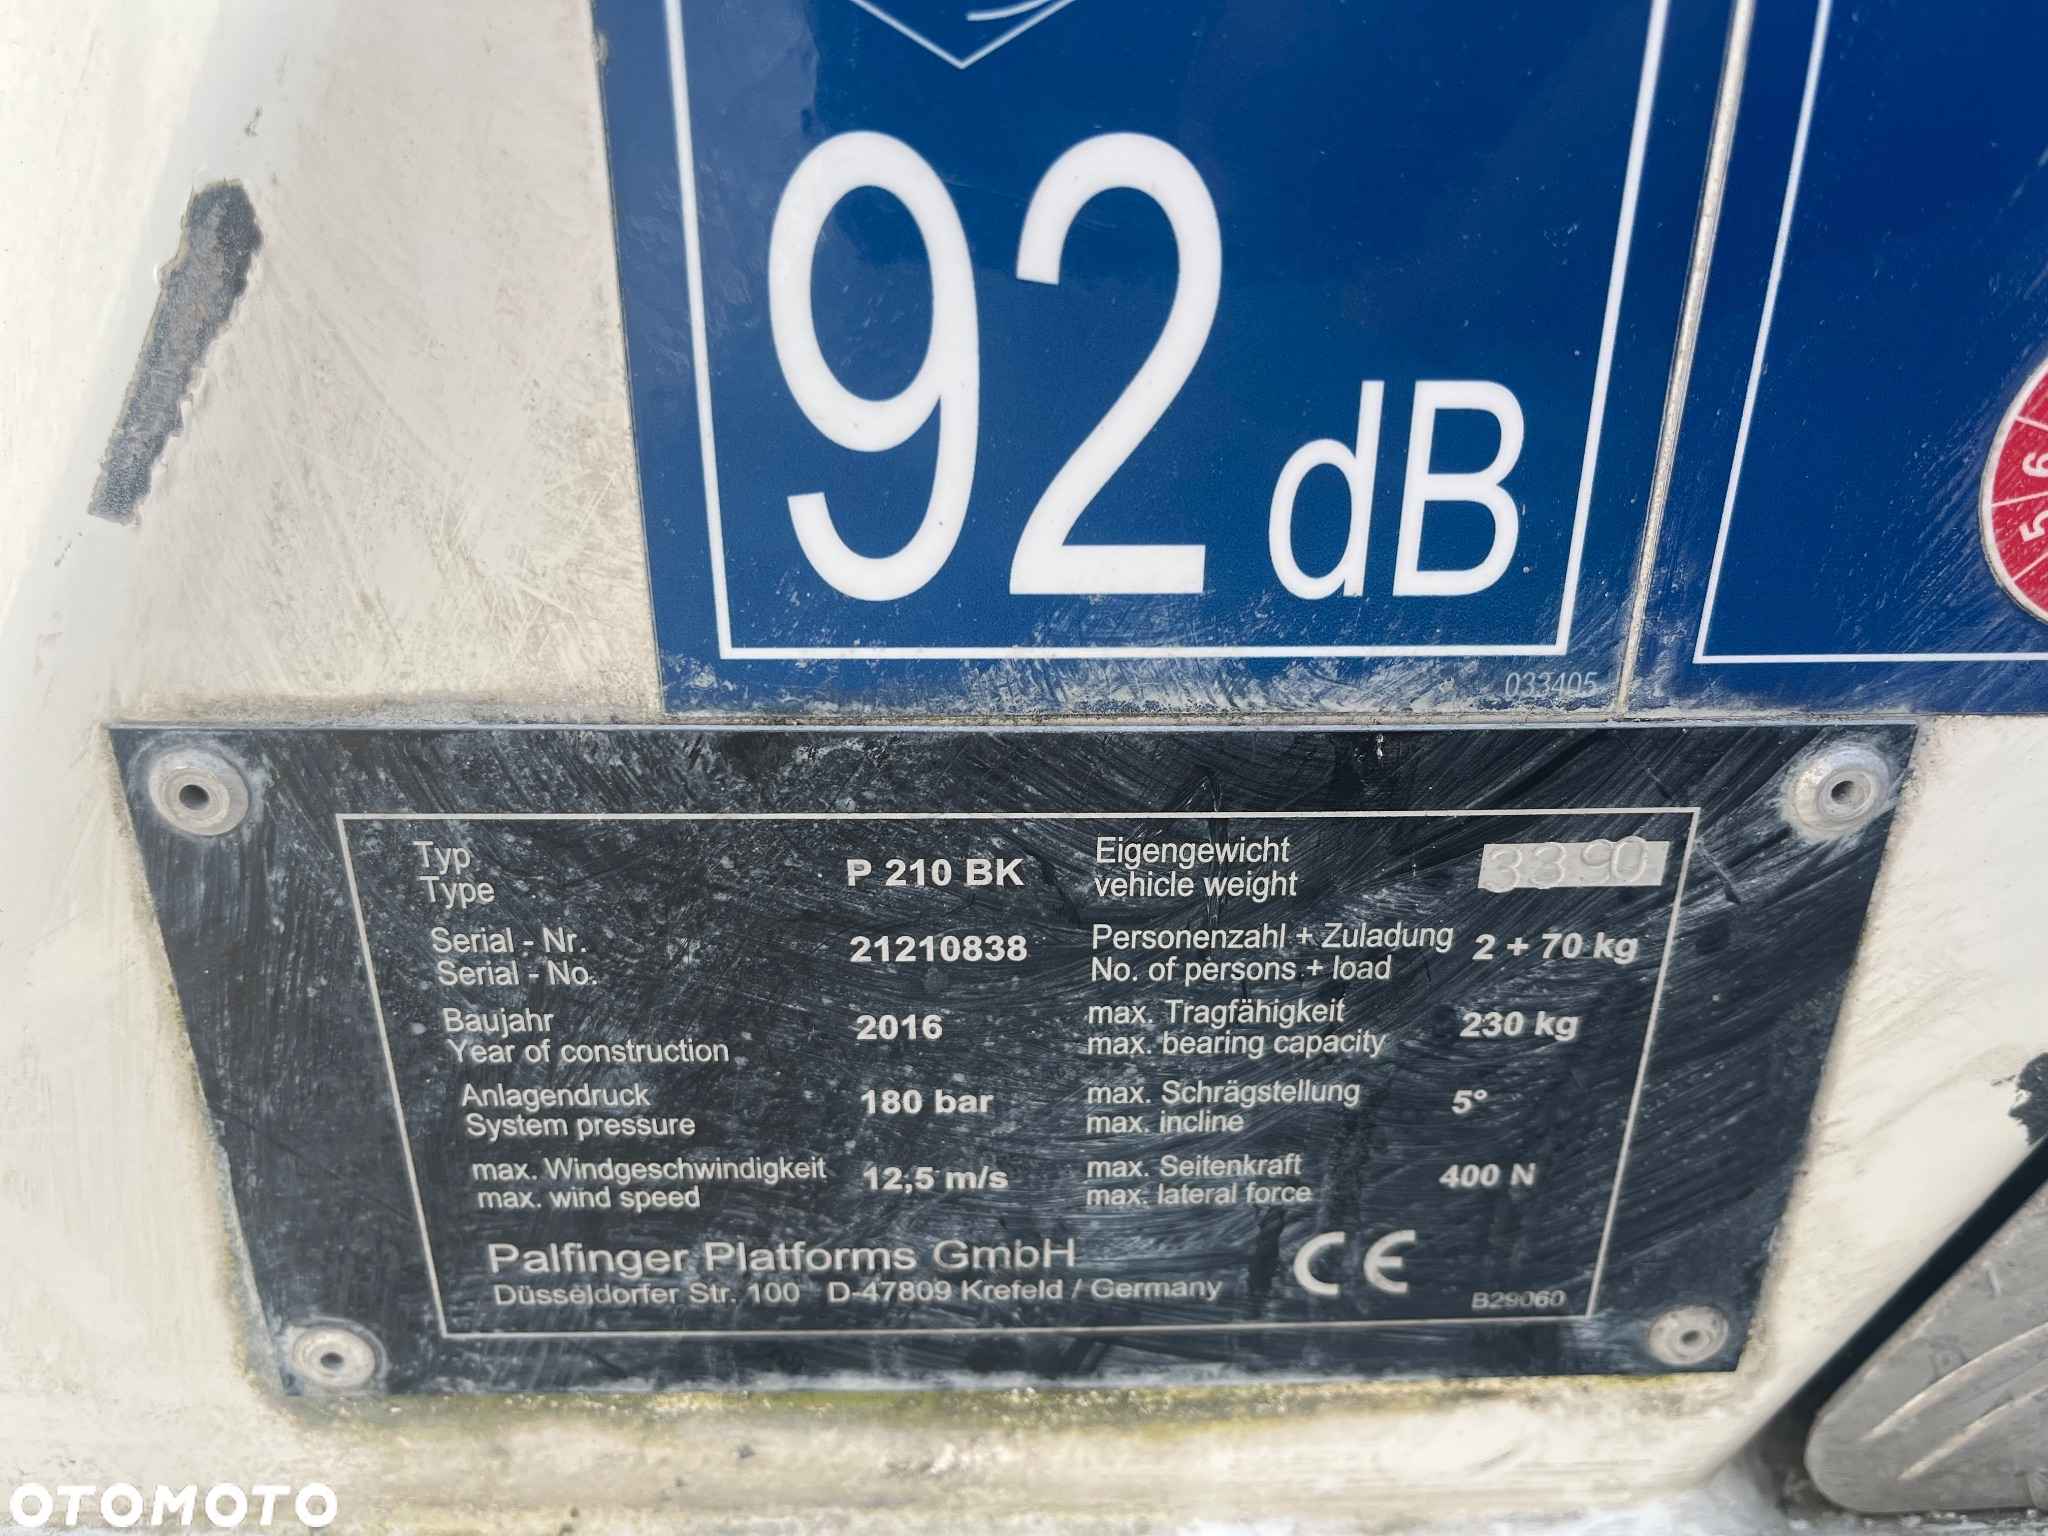 92 dB
033405
6
5
Typ
Type
P 210 BK
Serial - Nr.
Serial - No.
21210838
Baujahr
Year of construction
2016
Anlagendruck
System pressure
180 bar
max. Windgeschwindigkeit
max. wind speed
12,5 m/s
Eigengewicht
vehicle weight
3390
Personenzahl + Zuladung
No. of persons + load
2 + 70 kg
max. Tragfähigkeit
max. bearing capacity
230 kg
max. Schrägstellung
max. incline
5°
max. Seitenkraft
max. lateral force
400 N
Palfinger Platforms GmbH
Düsseldorfer Str. 100 D-47809 Krefeld / Germany
CE
B29060
OTOMOTO